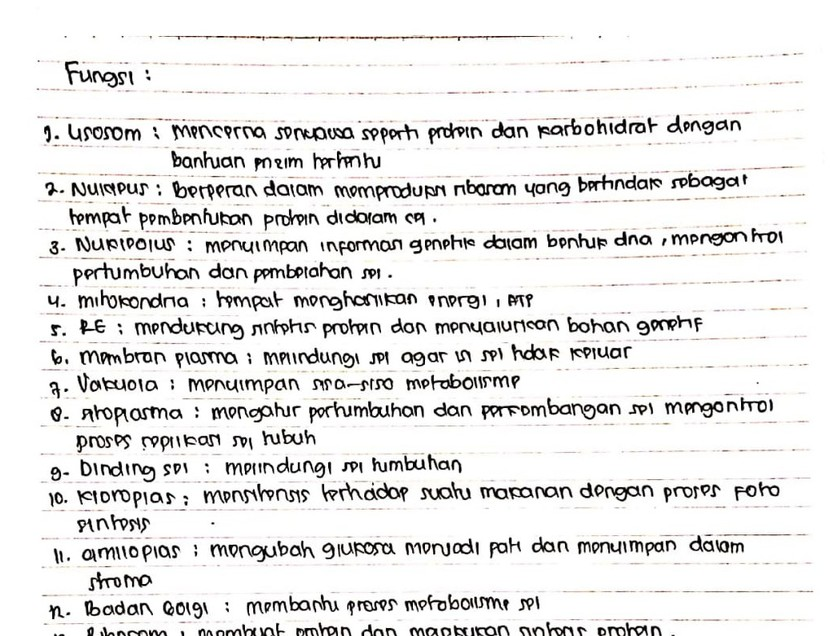 Fungsi :
1. Lisosom : mencerna senyawa seperti protein dan karbohidrat dengan
bantuan enzim tertentu
2. Nukleus : berperan dalam memproduksi ribosom yang bertindak sebagai
tempat pembentukan protein didalam sel.
3. Nukleolus : menyimpan informasi genetik dalam bentuk dna, mengontrol
pertumbuhan dan pembelahan sel.
4. mitokondria : tempat menghasilkan energi, ATP
5. RE : mendukung sintesis protein dan menyalurkan bahan genetif
6. membran plasma : melindungi sel agar isi sel tidak keluar
7. Vakuola : menyimpan sisa-sisa metabolisme
8. sitoplasma : mengatur pertumbuhan dan perkembangan sel mengontrol
proses replikasi sel tubuh
9. Dinding sel : melindungi sel tumbuhan
10. Kloroplas : mensitensis terhadap suatu makanan dengan proses foto
sintesis
11. amiloplas : mengubah glukosa menjadi pati dan menyimpan dalam
stroma
12. Badan Golgi : membantu proses metabolisme sel
Ribosom : membuat protein dan melakukan sintesis protein.